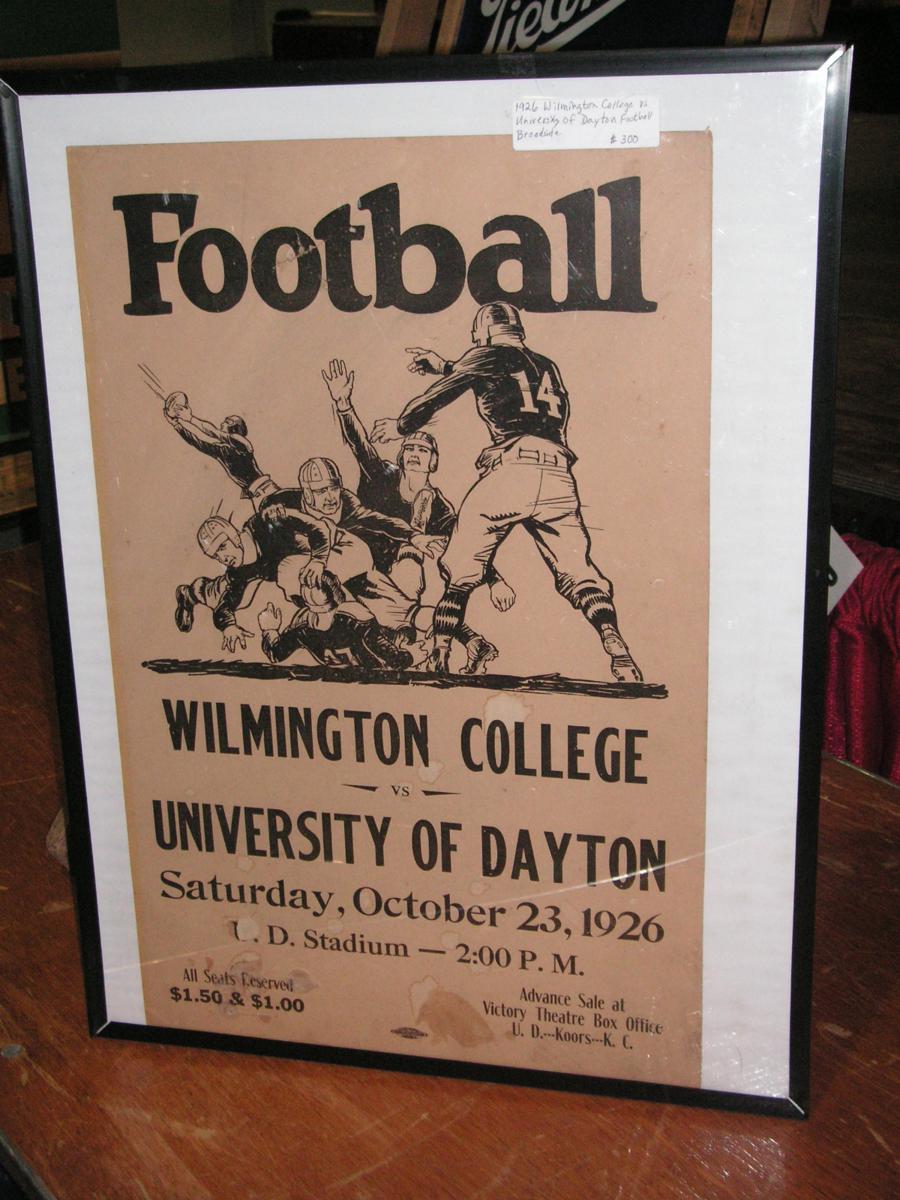 1926 Wilmington College vs
University of Dayton Football
Broadside
$300
Football
14
WILMINGTON COLLEGE
VS
UNIVERSITY OF DAYTON
Saturday, October 23, 1926
U. D. Stadium — 2:00 P. M.
All Seats Reserved
$1.50 & $1.00
Advance Sale at
Victory Theatre Box Office
U. D.---Koors---K. C.